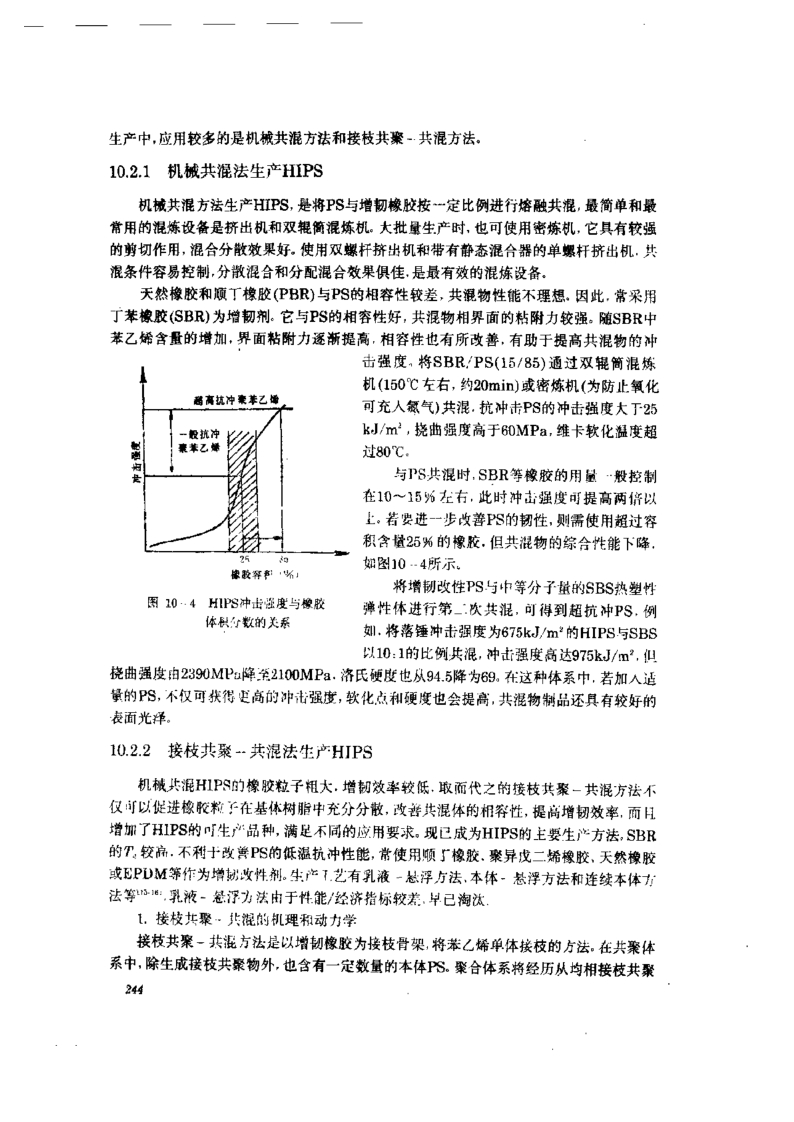 生产中,应用较多的是机械共混方法和接枝共聚-共混方法。
10.2.1 机械共混法生产HIPS
机械共混方法生产HIPS,是将PS与增韧橡胶按一定比例进行熔融共混,最简单和最
常用的混炼设备是挤出机和双辊筒混炼机。大批量生产时,也可使用密炼机,它具有较强
的剪切作用,混合分散效果好。使用双螺杆挤出机和带有静态混合器的单螺杆挤出机,共
混条件容易控制,分散混合和分配混合效果俱佳,是最有效的混炼设备。
天然橡胶和顺丁橡胶(PBR)与PS的相容性较差,共混物性能不理想。因此,常采用
丁苯橡胶(SBR)为增韧剂。它与PS的相容性好,共混物相界面的粘附力较强。随SBR中
苯乙烯含量的增加,界面粘附力逐渐提高,相容性也有所改善,有助于提高共混物的冲
击强度。将SBR/PS(15/85)通过双辊筒混炼
机(150℃左右,约20min)或密炼机(为防止氧化
可充入氮气)共混,抗冲击PS的冲击强度大于25
kJ/m²,挠曲强度高于60MPa,维卡软化温度超
过80℃。
与PS共混时,SBR等橡胶的用量一般控制
在10~15%左右,此时冲击强度可提高两倍以
上。若要进一步改善PS的韧性,则需使用超过容
积含量25%的橡胶,但共混物的综合性能下降,
如图10-4所示。
将增韧改性PS与中等分子量的SBS热塑性
弹性体进行第二次共混,可得到超抗冲PS。例
如,将落锤冲击强度为675kJ/m²的HIPS与SBS
以10:1的比例共混,冲击强度高达975kJ/m²,但
超高抗冲聚苯乙烯
一般抗冲
聚苯乙烯
冲击强度
25 30
橡胶容积(%)
图 10-4 HIPS冲击强度与橡胶
体积分数的关系
挠曲强度由2390MPa降至2100MPa,洛氏硬度也从94.5降为69。在这种体系中,若加入适
量的PS,不仅可获得更高的冲击强度,软化点和硬度也会提高,共混物制品还具有较好的
表面光泽。
10.2.2 接枝共聚-共混法生产HIPS
机械共混HIPS的橡胶粒子粗大,增韧效率较低,取而代之的接枝共聚-共混方法不
仅可以促进橡胶粒子在基体树脂中充分分散,改善共混体的相容性,提高增韧效率,而且
增加了HIPS的可生产品种,满足不同的应用要求。现已成为HIPS的主要生产方法。SBR
的T 较高,不利于改善PS的低温抗冲性能,常使用顺丁橡胶、聚异戊二烯橡胶、天然橡胶
或EPDM等作为增韧改性剂。生产工艺有乳液-悬浮方法、本体-悬浮方法和连续本体方
法等[15-16],乳液-悬浮方法由于性能/经济指标较差,早已淘汰。
1. 接枝共聚-共混的机理和动力学
接枝共聚-共混方法是以增韧橡胶为接枝骨架,将苯乙烯单体接枝的方法。在共聚体
系中,除生成接枝共聚物外,也含有一定数量的本体PS。聚合体系将经历从均相接枝共聚
244